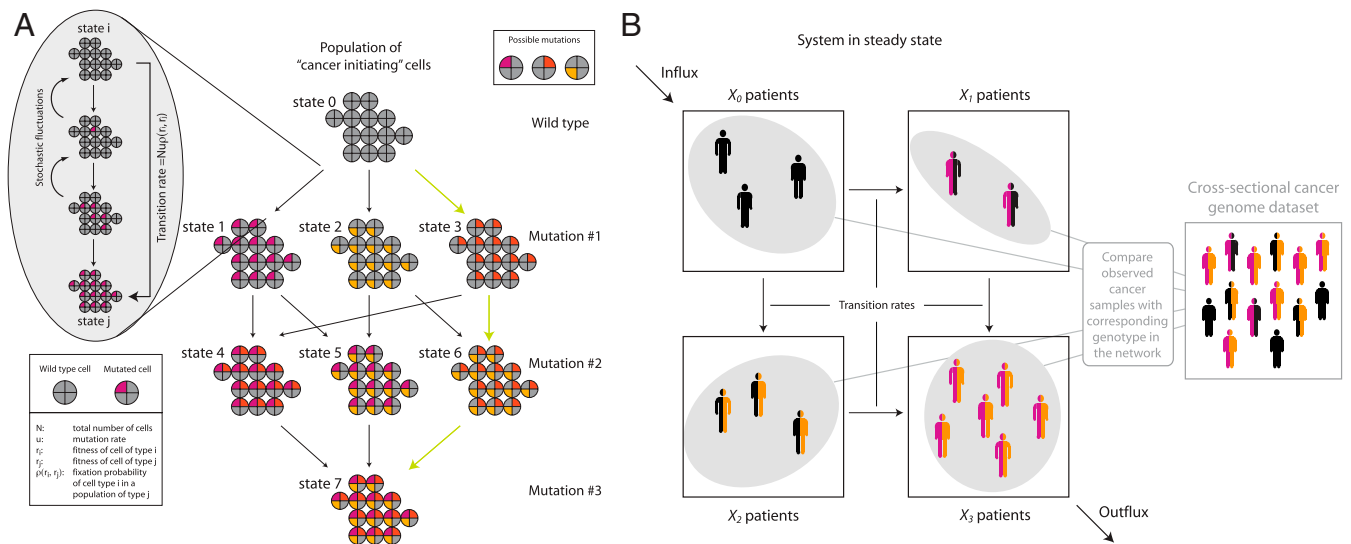 A
state i
Stochastic fluctuations
Transition rate =Nuρ(ri, rj)
state j
Population of
“cancer initiating” cells
Possible mutations
state 0
Wild type
state 1
state 2
state 3
Mutation #1
state 4
state 5
state 6
Mutation #2
state 7
Mutation #3
Wild type cell
Mutated cell
N: total number of cells
u: mutation rate
ri: fitness of cell of type i
rj: fitness of cell of type j
ρ(ri, rj): fixation probability
of cell type i in a
population of type j
B
System in steady state
Influx
X0 patients
X1 patients
Transition rates
X2 patients
X3 patients
Outflux
Compare
observed
cancer
samples with
corresponding
genotype in
the network
Cross-sectional cancer
genome dataset